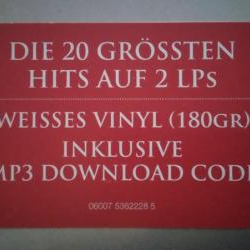 DIE 20 GRÖSSTEN
HITS AUF 2 LPs
WEISSES VINYL (180gr)
INKLUSIVE
MP3 DOWNLOAD CODE
06007 5362228 5